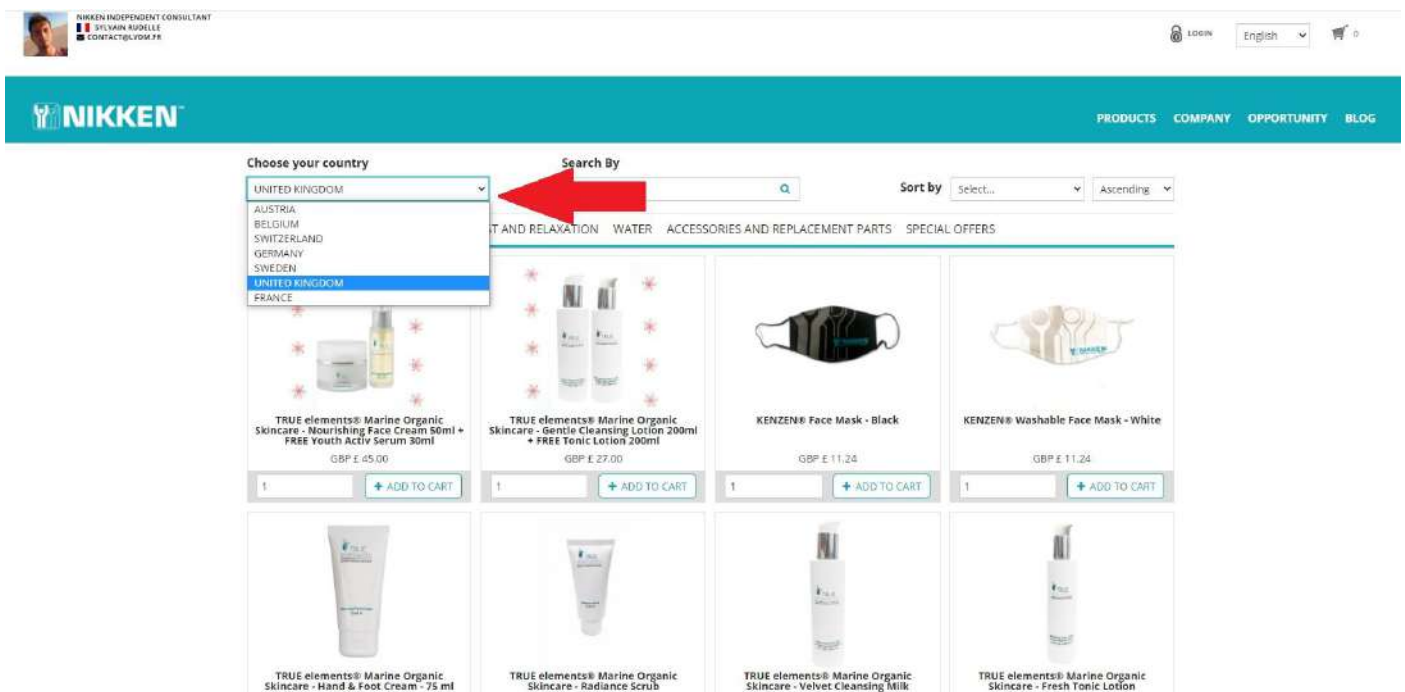 NIKKEN INDEPENDENT CONSULTANT
SYLVAIN RUDELLE
CONTACT@LVDM.FR
LOGIN
English
0
NIKKEN™
PRODUCTS COMPANY OPPORTUNITY BLOG
Choose your country
Search By
UNITED KINGDOM
Sort by
Select...
Ascending
AUSTRIA
BELGIUM
SWITZERLAND
GERMANY
SWEDEN
UNITED KINGDOM
FRANCE
AND RELAXATION WATER ACCESSORIES AND REPLACEMENT PARTS SPECIAL OFFERS
TRUE elements® Marine Organic
Skincare - Nourishing Face Cream 50ml +
FREE Youth Activ Serum 30ml
GBP £ 45.00
1
+ ADD TO CART
TRUE elements® Marine Organic
Skincare - Gentle Cleansing Lotion 200ml
+ FREE Tonic Lotion 200ml
GBP £ 27.00
1
+ ADD TO CART
NIKKEN
KENZEN® Face Mask - Black
GBP £ 11.24
1
+ ADD TO CART
NIKKEN
KENZEN® Washable Face Mask - White
GBP £ 11.24
1
+ ADD TO CART
TRUE elements® Marine Organic
Skincare - Hand & Foot Cream - 75 ml
TRUE elements® Marine Organic
Skincare - Radiance Scrub
TRUE elements® Marine Organic
Skincare - Velvet Cleansing Milk
TRUE elements® Marine Organic
Skincare - Fresh Tonic Lotion